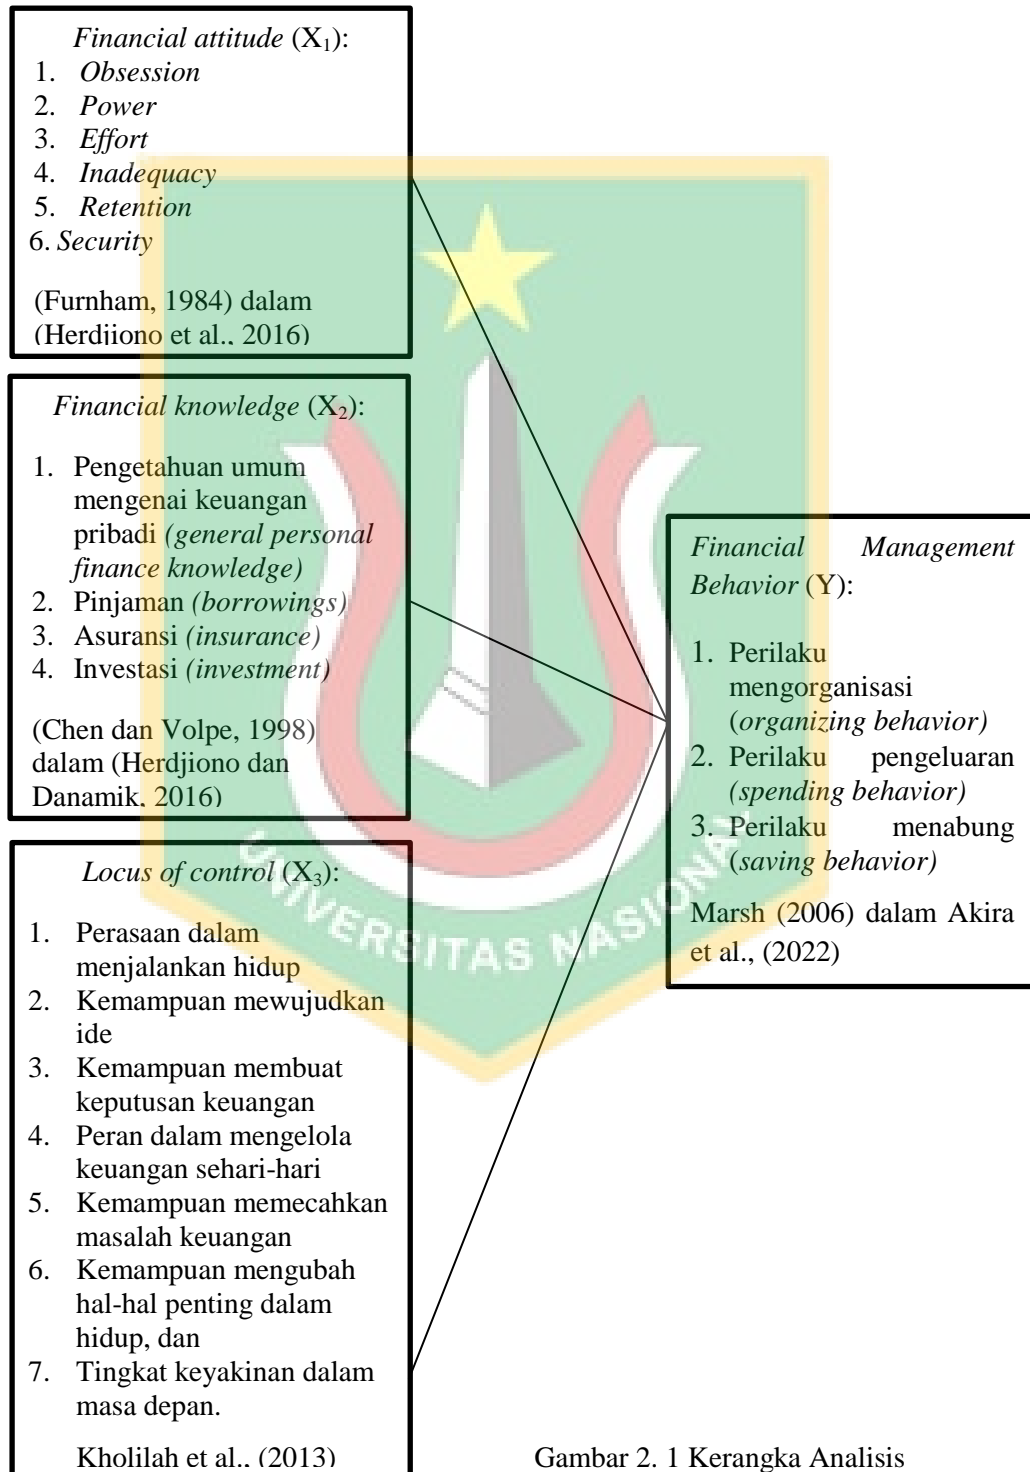 Financial attitude (X₁):
1. Obsession
2. Power
3. Effort
4. Inadequacy
5. Retention
6. Security
(Furnham, 1984) dalam
(Herdjiono et al., 2016)
Financial knowledge (X₂):
1. Pengetahuan umum
mengenai keuangan
pribadi (general personal
finance knowledge)
2. Pinjaman (borrowings)
3. Asuransi (insurance)
4. Investasi (investment)
(Chen dan Volpe, 1998)
dalam (Herdjiono dan
Danamik, 2016)
Locus of control (X₃):
1. Perasaan dalam
menjalankan hidup
2. Kemampuan mewujudkan
ide
3. Kemampuan membuat
keputusan keuangan
4. Peran dalam mengelola
keuangan sehari-hari
5. Kemampuan memecahkan
masalah keuangan
6. Kemampuan mengubah
hal-hal penting dalam
hidup, dan
7. Tingkat keyakinan dalam
masa depan.
Kholilah et al., (2013)
Financial Management
Behavior (Y):
1. Perilaku
mengorganisasi
(organizing behavior)
2. Perilaku pengeluaran
(spending behavior)
3. Perilaku menabung
(saving behavior)
Marsh (2006) dalam Akira
et al., (2022)
UNIVERSITAS NASIONAL
Gambar 2. 1 Kerangka Analisis